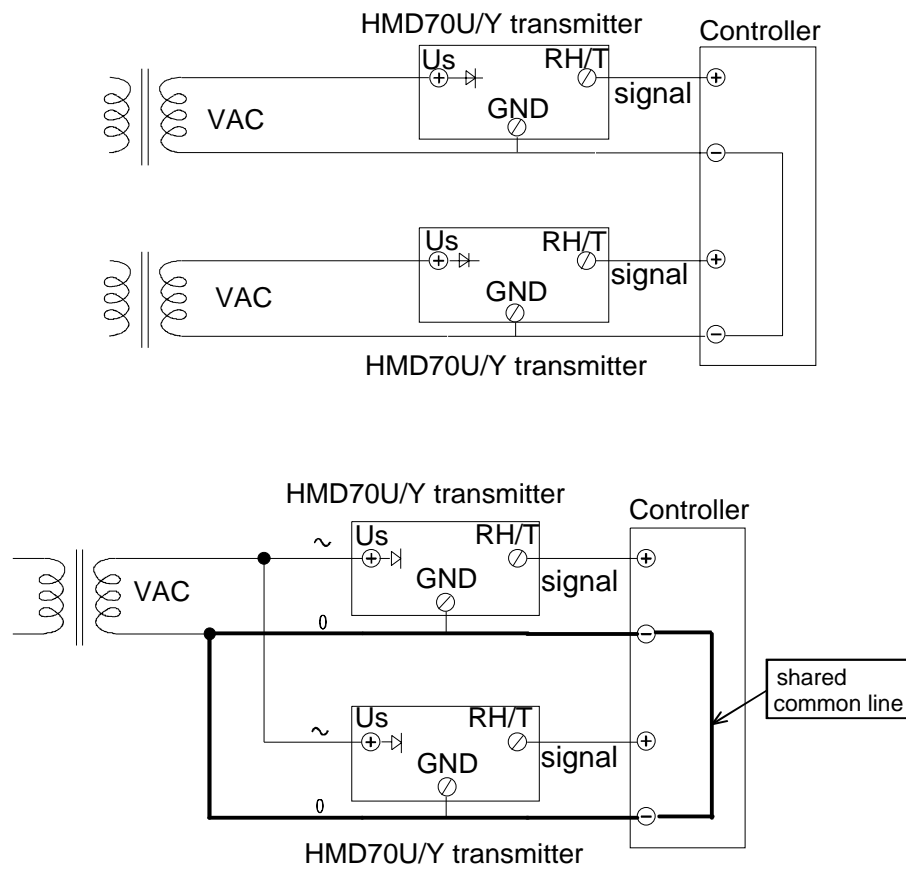 HMD70U/Y transmitter
Controller
Us
RH/T
+
+
signal
VAC
GND
−
Us
RH/T
+
+
signal
VAC
GND
−
HMD70U/Y transmitter
HMD70U/Y transmitter
Controller
~
Us
RH/T
+
+
VAC
GND
signal
0
−
shared
common line
~
Us
RH/T
+
+
GND
signal
0
−
HMD70U/Y transmitter